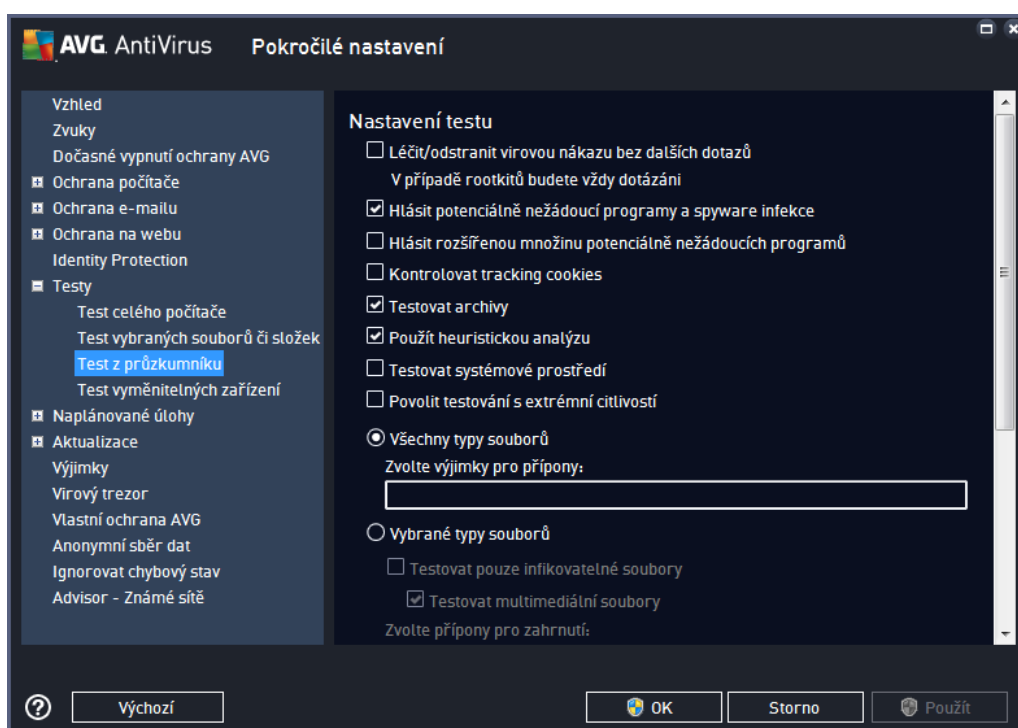 AVG. AntiVirus Pokročilé nastavení
Vzhled
Zvuky
Dočasné vypnutí ochrany AVG
Ochrana počítače
Ochrana e-mailu
Ochrana na webu
Identity Protection
Testy
Test celého počítače
Test vybraných souborů či složek
Test z průzkumníku
Test vyměnitelných zařízení
Naplánované úlohy
Aktualizace
Výjimky
Virový trezor
Vlastní ochrana AVG
Anonymní sběr dat
Ignorovat chybový stav
Advisor - Známé sítě
Nastavení testu
Léčit/odstranit virovou nákazu bez dalších dotazů
V případě rootkitů budete vždy dotázáni
Hlásit potenciálně nežádoucí programy a spyware infekce
Hlásit rozšířenou množinu potenciálně nežádoucích programů
Kontrolovat tracking cookies
Testovat archivy
Použít heuristickou analýzu
Testovat systémové prostředí
Povolit testování s extrémní citlivostí
Všechny typy souborů
Zvolte výjimky pro přípony:
Vybrané typy souborů
Testovat pouze infikovatelné soubory
Testovat multimediální soubory
Zvolte přípony pro zahrnutí:
Výchozí
OK
Storno
Použít